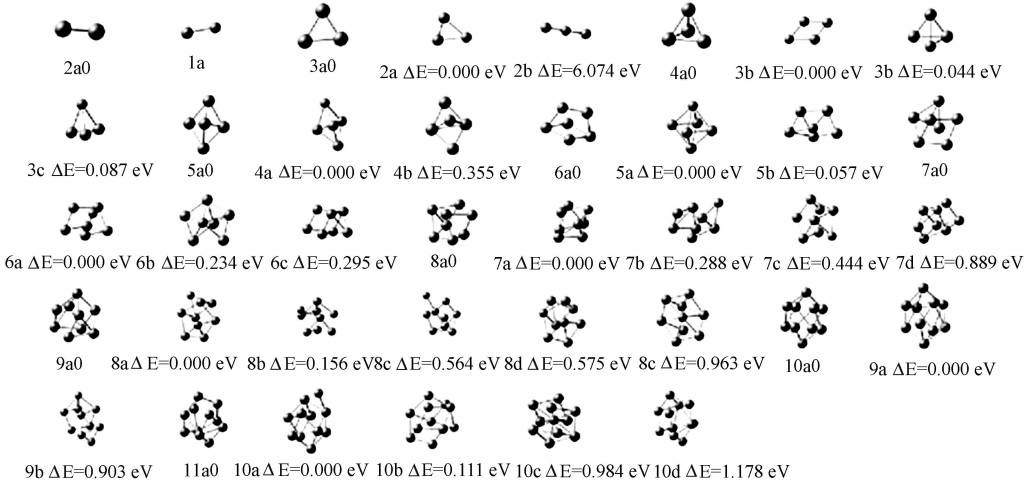 2a0 1a 3a0 2a ΔE=0.000 eV 2b ΔE=6.074 eV 4a0 3b ΔE=0.000 eV 3b ΔE=0.044 eV
3c ΔE=0.087 eV 5a0 4a ΔE=0.000 eV 4b ΔE=0.355 eV 6a0 5a ΔE=0.000 eV 5b ΔE=0.057 eV 7a0
6a ΔE=0.000 eV 6b ΔE=0.234 eV 6c ΔE=0.295 eV 8a0 7a ΔE=0.000 eV 7b ΔE=0.288 eV 7c ΔE=0.444 eV 7d ΔE=0.889 eV
9a0 8aΔ E=0.000 eV 8b ΔE=0.156 eV8c ΔE=0.564 eV 8d ΔE=0.575 eV 8c ΔE=0.963 eV 10a0 9a ΔE=0.000 eV
9b ΔE=0.903 eV 11a0 10aΔE=0.000 eV 10b ΔE=0.111 eV 10c ΔE=0.984 eV 10d ΔE=1.178 eV